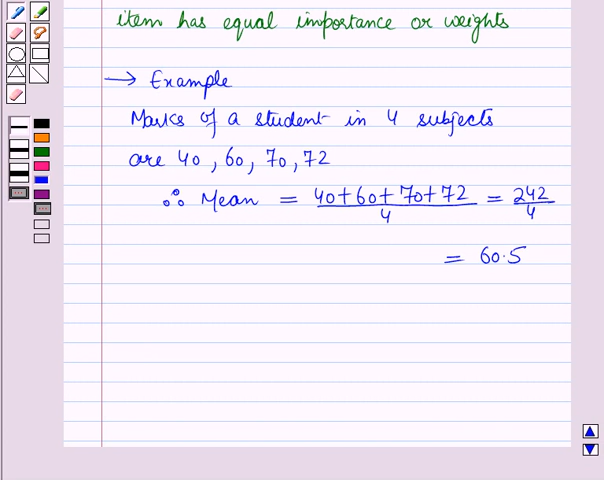 item has equal importance or weights
→ Example
Marks of a student in 4 subjects
are 40, 60, 70, 72
∴ Mean = 40+60+70+72/4 = 242/4
= 60.5